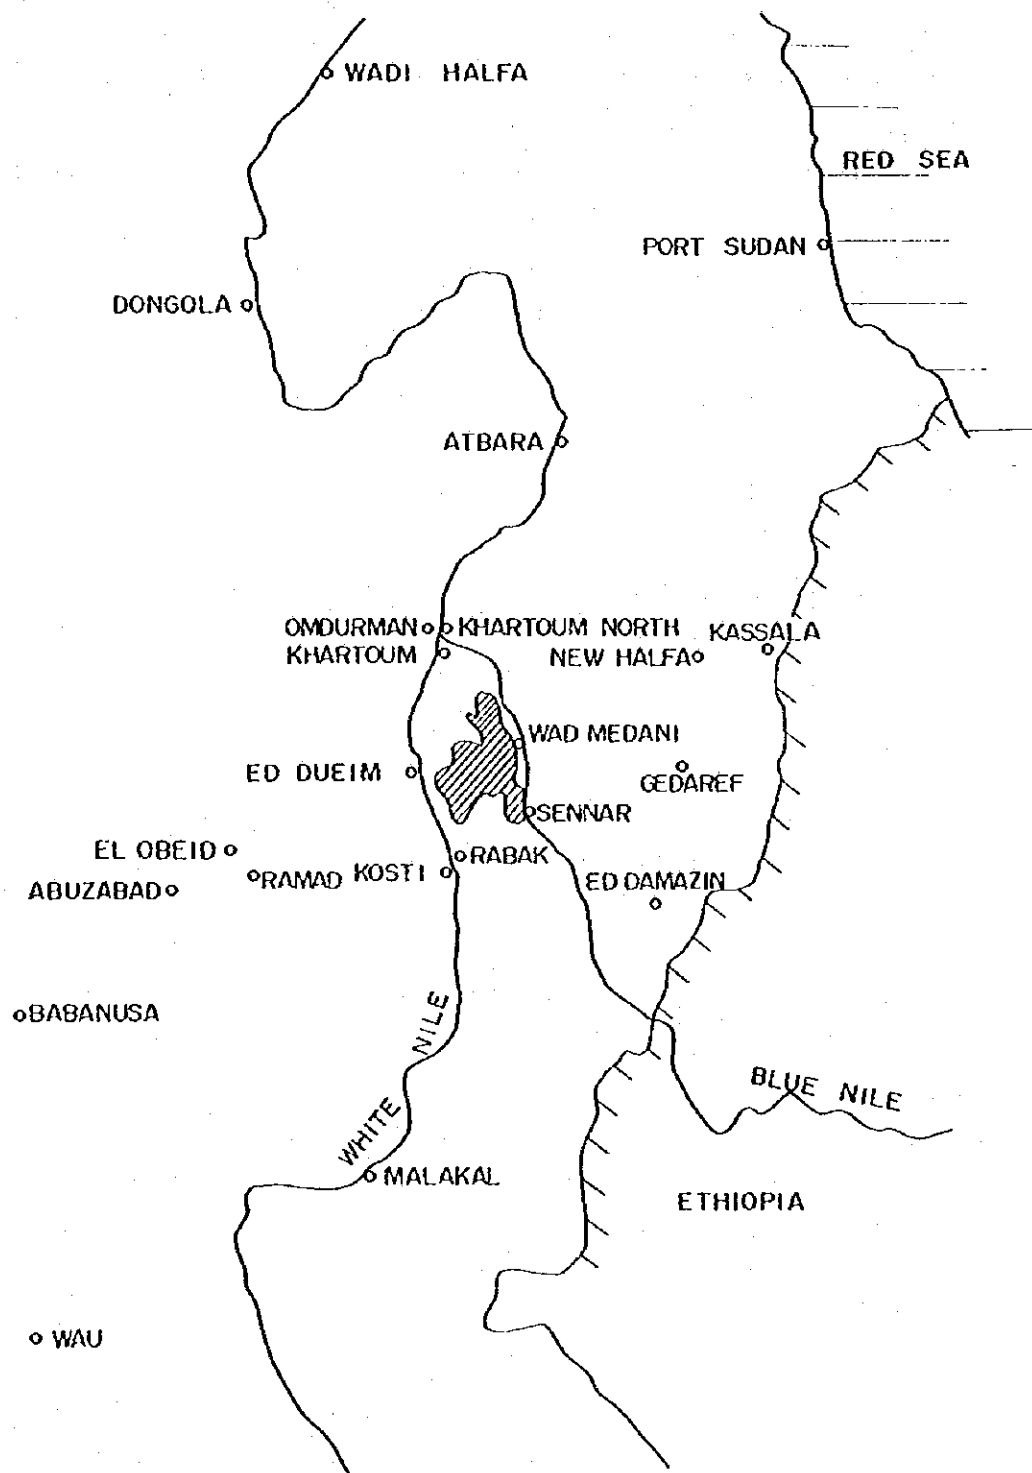 WADI HALFA
RED SEA
PORT SUDAN
DONGOLA
ATBARA
OMDURMAN
KHARTOUM NORTH
KASSALA
KHARTOUM
NEW HALFA
WAD MEDANI
ED DUEIM
GEDAREF
SENNAR
EL OBEID
RABAK
RAMAD
KOSTI
ED DAMAZIN
ABUZABAD
BABANUSA
WHITE NILE
BLUE NILE
MALAKAL
ETHIOPIA
WAU